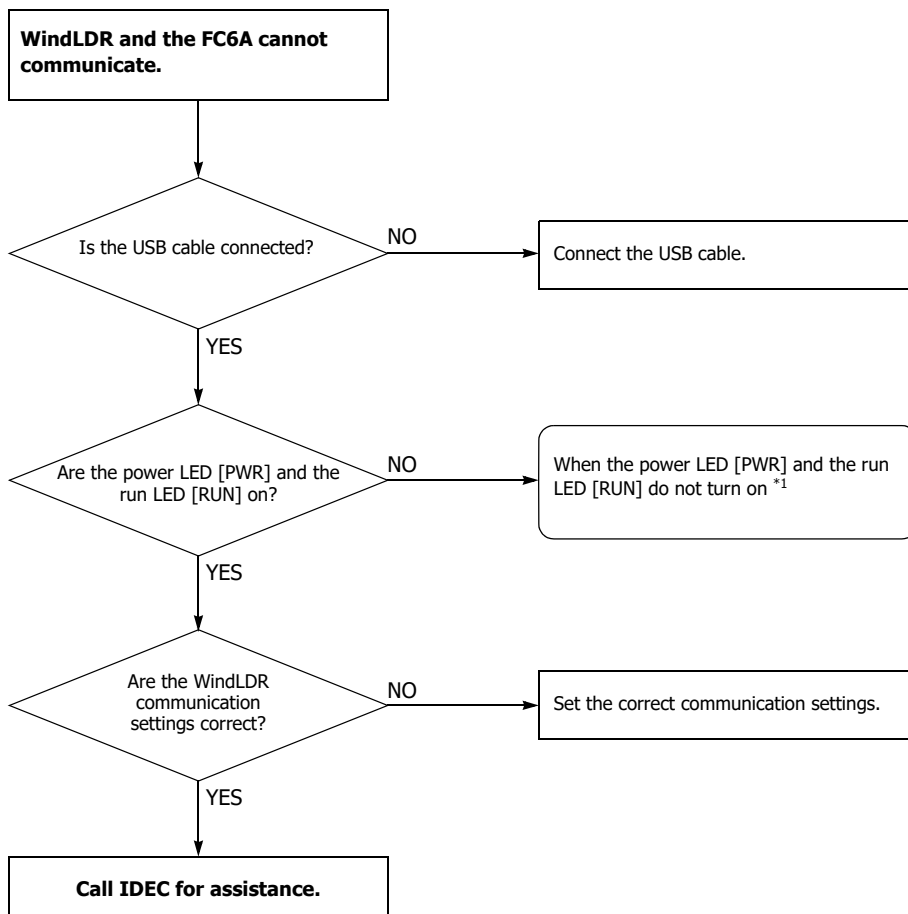 WindLDR and the FC6A cannot
communicate.
Is the USB cable connected?
NO
Connect the USB cable.
YES
Are the power LED [PWR] and the
run LED [RUN] on?
NO
When the power LED [PWR] and the run
LED [RUN] do not turn on *1
YES
Are the WindLDR
communication
settings correct?
NO
Set the correct communication settings.
YES
Call IDEC for assistance.